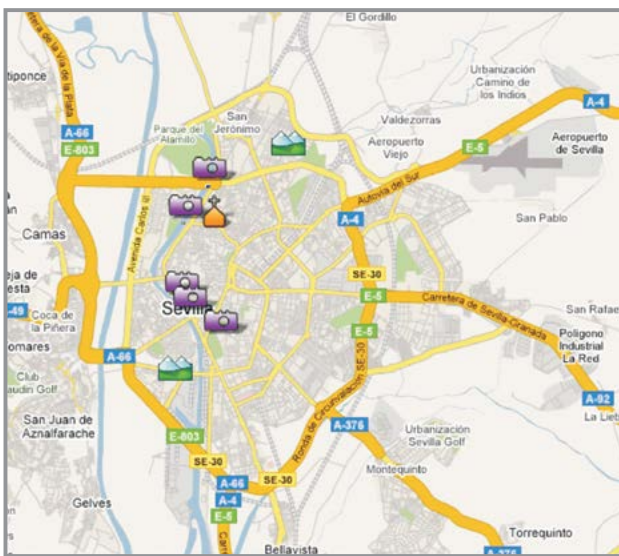 El Gordillo
Carretera de la Vía de la Plata
Urbanización
Camino de
los Indios
A-4
San
Jerónimo
Valdezorras
A-66
E-803
Parque del
Alamillo
Aeropuerto
Viejo
E-5
Aeropuerto
de Sevilla
Autovía del Sur
A-4
San Pablo
Camas
Avenida Carlos III
SE-30
E-5
Carretera de Sevilla-Granada
Coca de
la Piñera
Sevilla
E-5
Polígono
Industrial
La Red
A-66
Ronda de Circunvalación SE-30
Club
Golf
A-92
San Juan de
Aznalfarache
E-803
A-376
Urbanización
Sevilla Golf
SE-30
A-66
SE-30
Montequinto
A-4
Gelves
E-5
Bellavista
Torrequinto